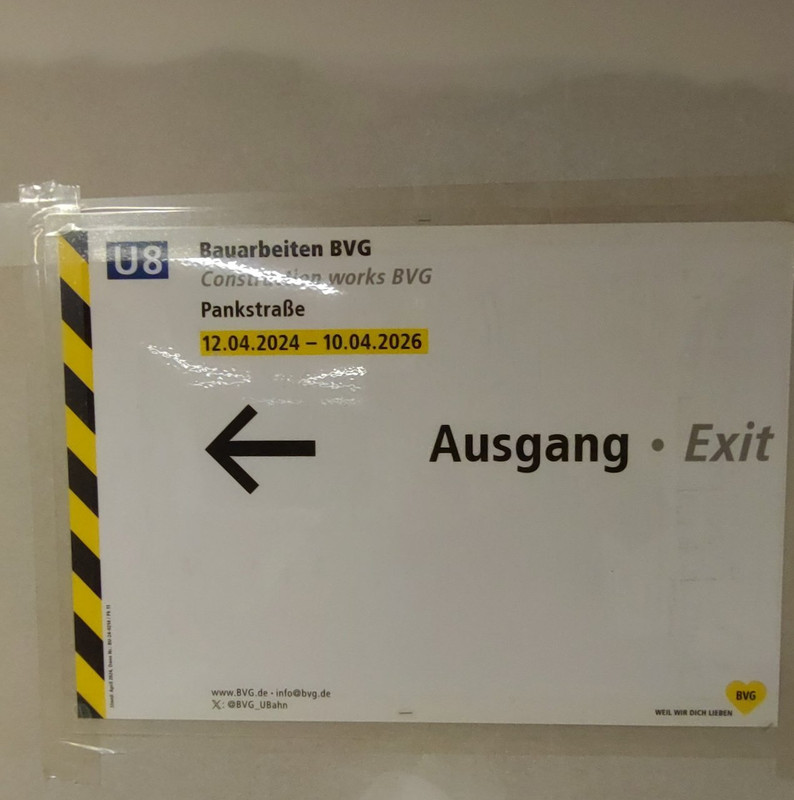 U8
Bauarbeiten BVG
Construction works BVG
Pankstraße
12.04.2024 – 10.04.2026
Ausgang • Exit
www.BVG.de • info@bvg.de
𝕏: @BVG_UBahn
WEIL WIR DICH LIEBEN
BVG